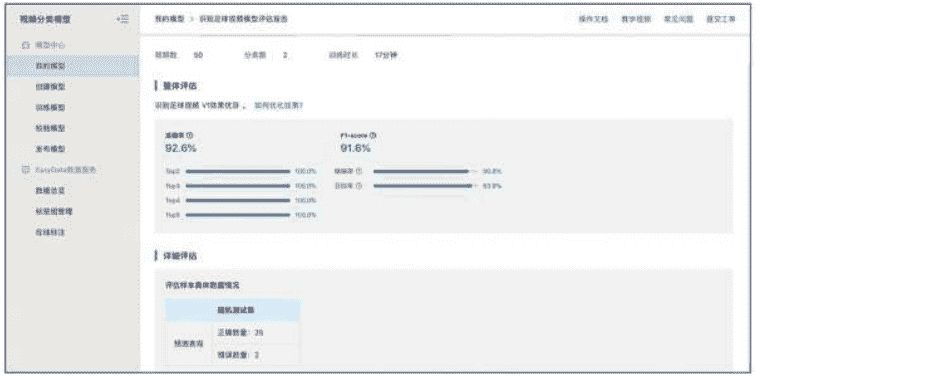 视频分类模型
我的模型 > 识别足球视频模型评估报告
操作文档 教学视频 常见问题 提交工单
模型中心
我的模型
创建模型
训练模型
校验模型
发布模型
EasyData数据服务
数据总览
标签组管理
在线标注
视频数 50 分类数 2 训练时长 17分钟
整体评估
识别足球视频 V1效果优异。 如何优化效果?
准确率
92.6%
F1-score
91.6%
Top2 100.0%
Top3 100.0%
Top4 100.0%
Top5 100.0%
精确率
召回率
详细评估
评估样本具体数据情况
随机测试集
预测表现
正确数量:
错误数量: 2